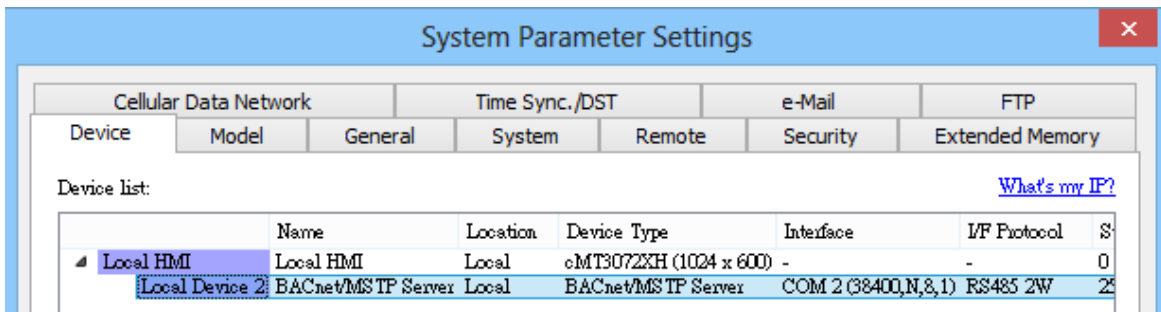 System Parameter Settings
Cellular Data Network Time Sync./DST e-Mail FTP
Device Model General System Remote Security Extended Memory
Device list: What's my IP?
Name Location Device Type Interface I/F Protocol
Local HMI Local HMI Local cMT3072XH (1024 x 600) - - 0
Local Device 2 BACnet/MSTP Server Local BACnet/MSTP Server COM 2 (38400,N,8,1) RS485 2W